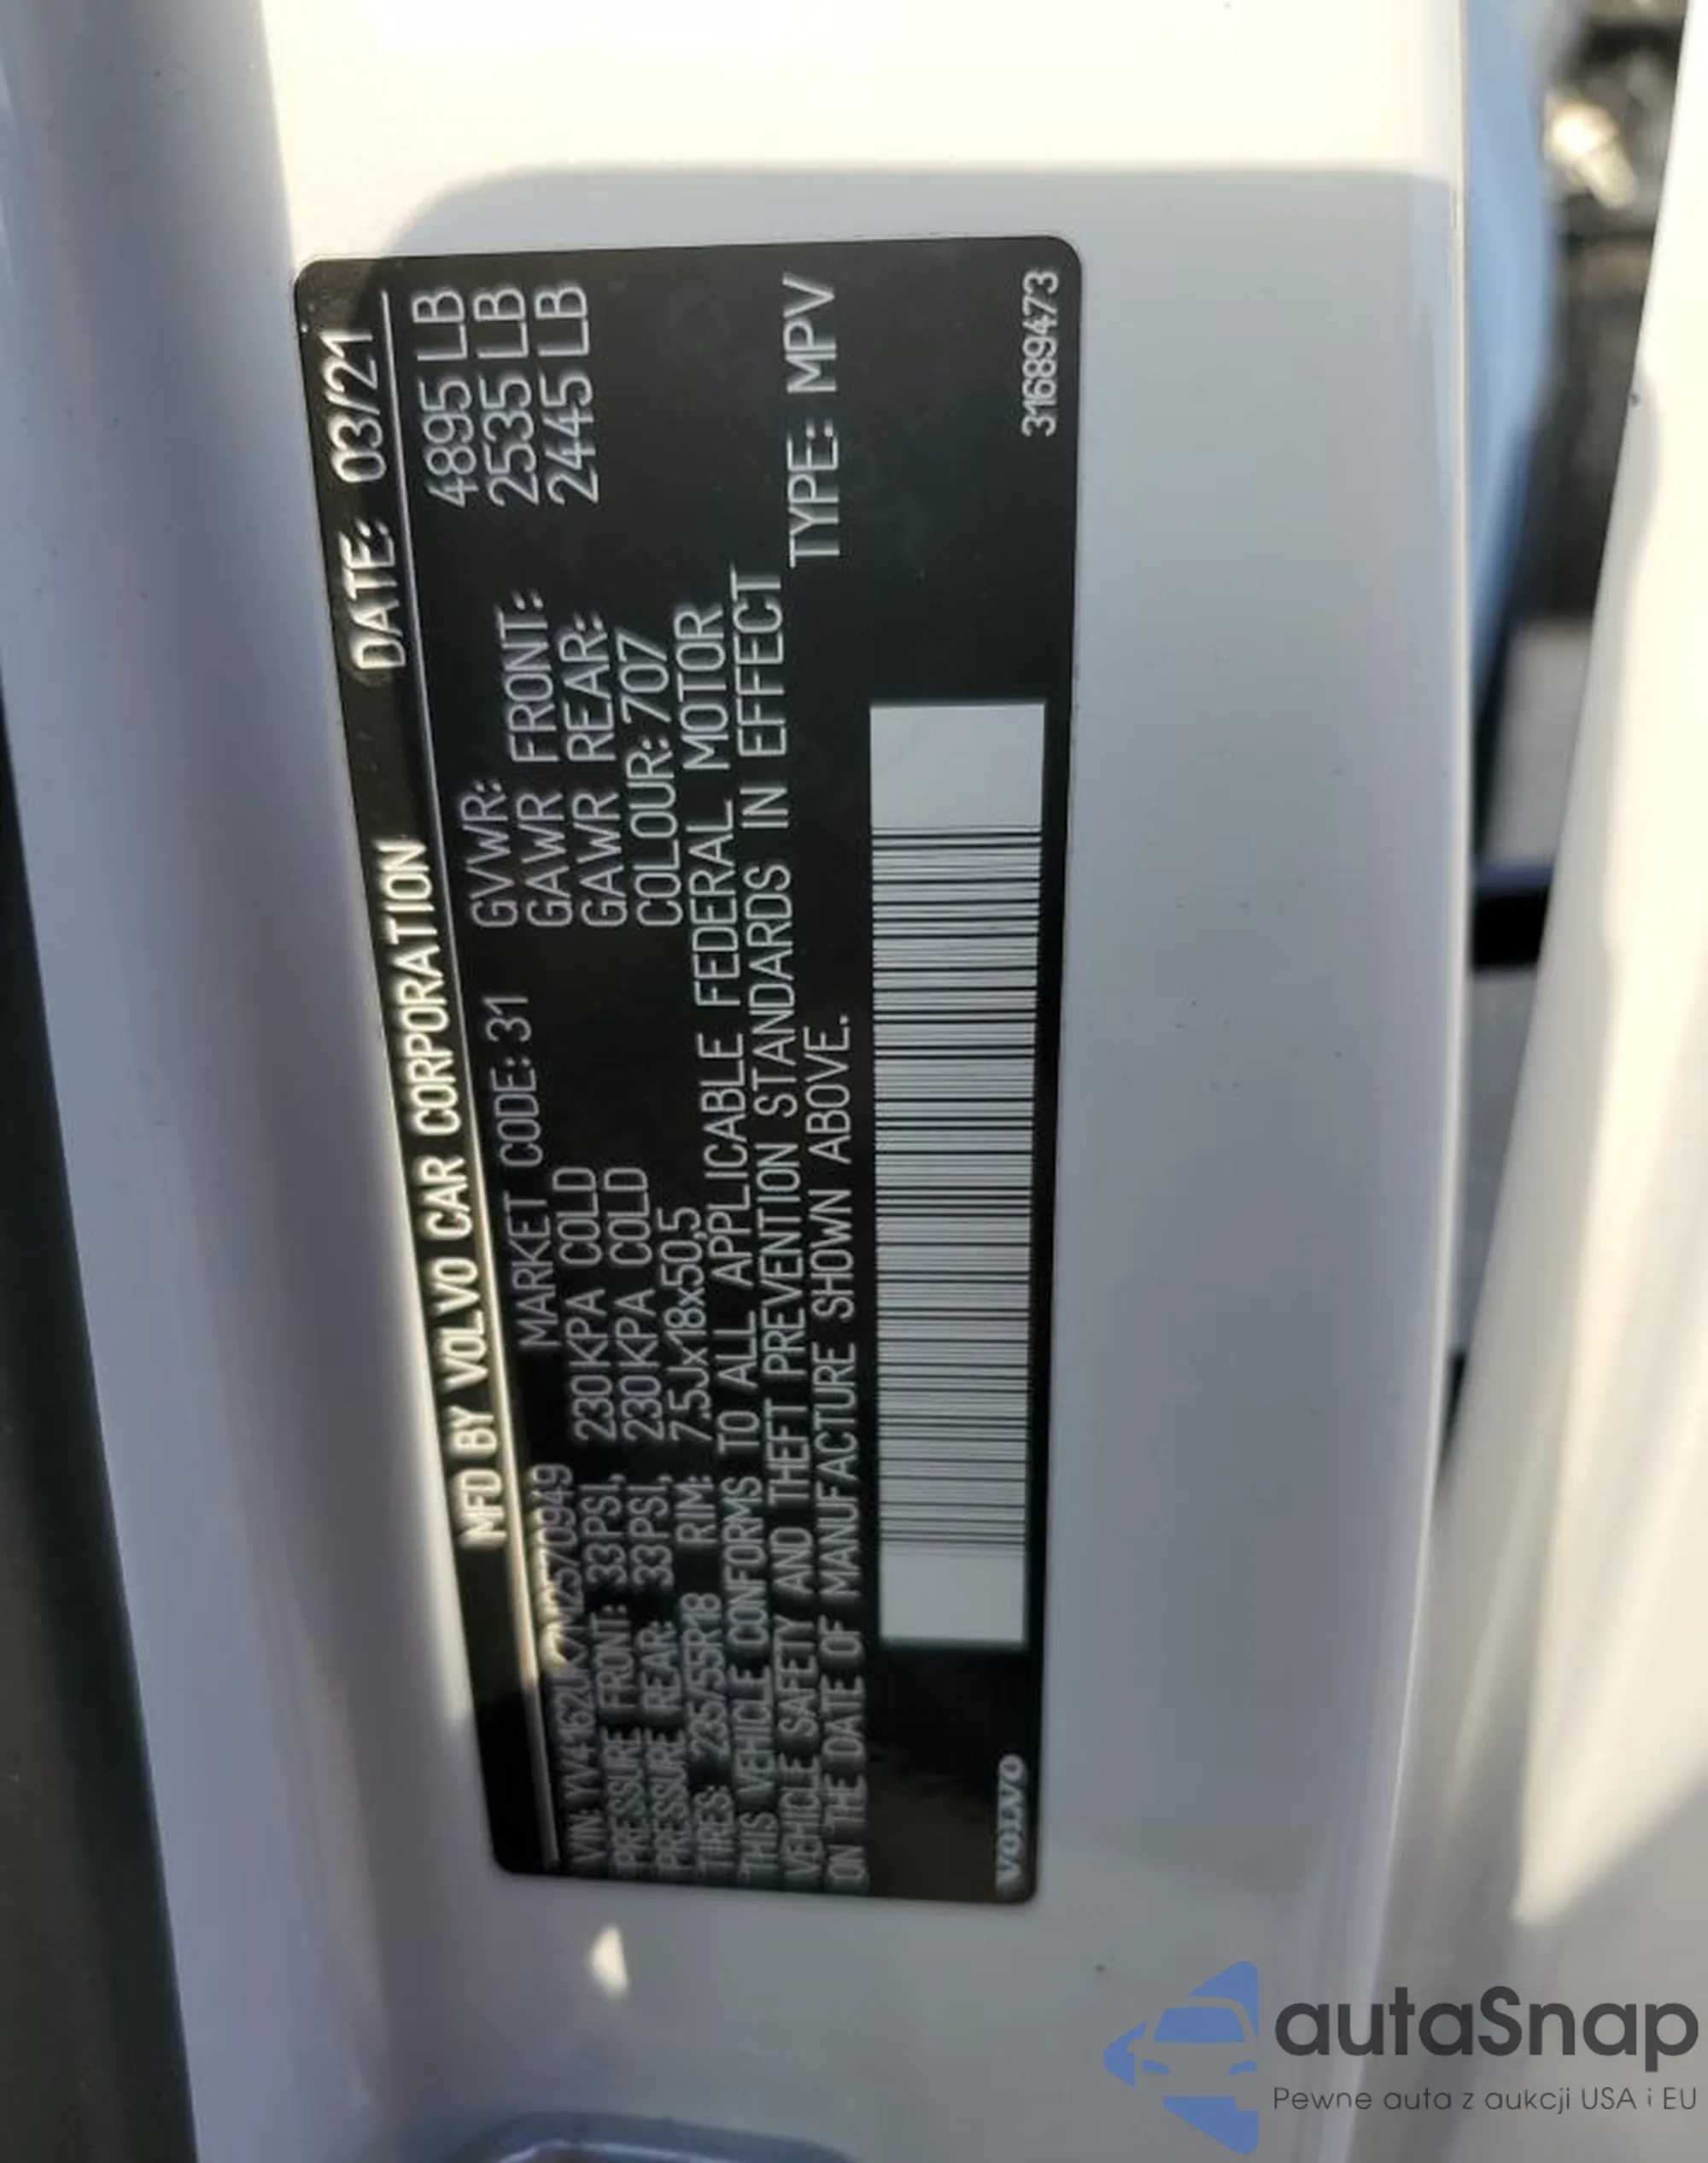 MFD BY VOLVO CAR CORPORATION DATE: 03/21
VIN: YV4162UK7M2570949 MARKET CODE: 31 GVWR: 4895 LB
PRESSURE FRONT: 33PSI, 230KPA COLD GAWR FRONT: 2535 LB
PRESSURE REAR: 33PSI, 230KPA COLD GAWR REAR: 2445 LB
TIRES: 235/55R18 RIM: 7.5Jx18x50,5 COLOUR: 707
THIS VEHICLE CONFORMS TO ALL APPLICABLE FEDERAL MOTOR
VEHICLE SAFETY AND THEFT PREVENTION STANDARDS IN EFFECT
ON THE DATE OF MANUFACTURE SHOWN ABOVE. TYPE: MPV
VOLVO 31689473
autaSnap
Pewne auta z aukcji USA i EU